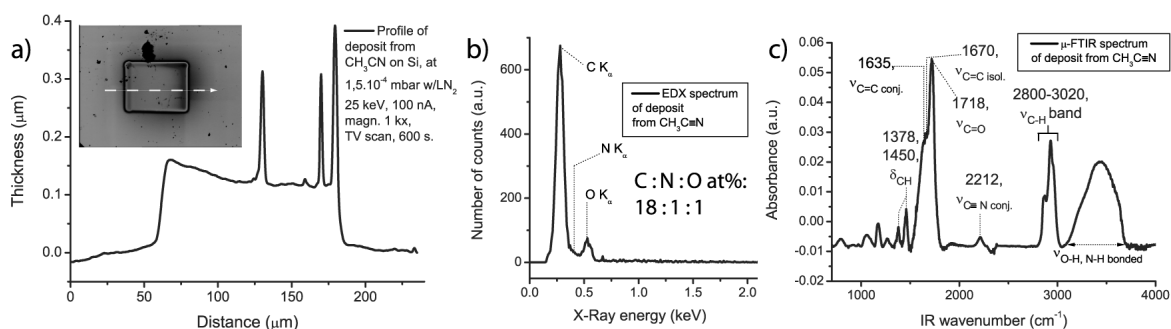 a)
Profile of
deposit from
CH₃CN on Si, at
1,5.10⁻⁴ mbar w/LN₂
25 keV, 100 nA,
magn. 1 kx,
TV scan, 600 s.
0.4
0.3
0.2
0.1
0.0
Thickness (μm)
0 50 100 150 200 250
Distance (μm)
b)
600
400
200
0
Number of counts (a.u.)
C Kα
EDX spectrum
of deposit
from CH₃C≡N
N Kα
O Kα
C:N:O at%:
18:1:1
0.0 0.5 1.0 1.5 2.0
X-Ray energy (keV)
c)
0.06
0.05
0.04
0.03
0.02
0.01
0.00
-0.01
-0.02
Absorbance (a.u.)
1670,
νC=C isol.
μ-FTIR spectrum
of deposit from CH₃C≡N
1635,
νC=C conj.
1718,
νC=O
2800-3020,
νC-H band
1378,
1450,
δCH
2212,
νC≡N conj.
νO-H, N-H bonded
1000 2000 3000 4000
IR wavenumber (cm⁻¹)